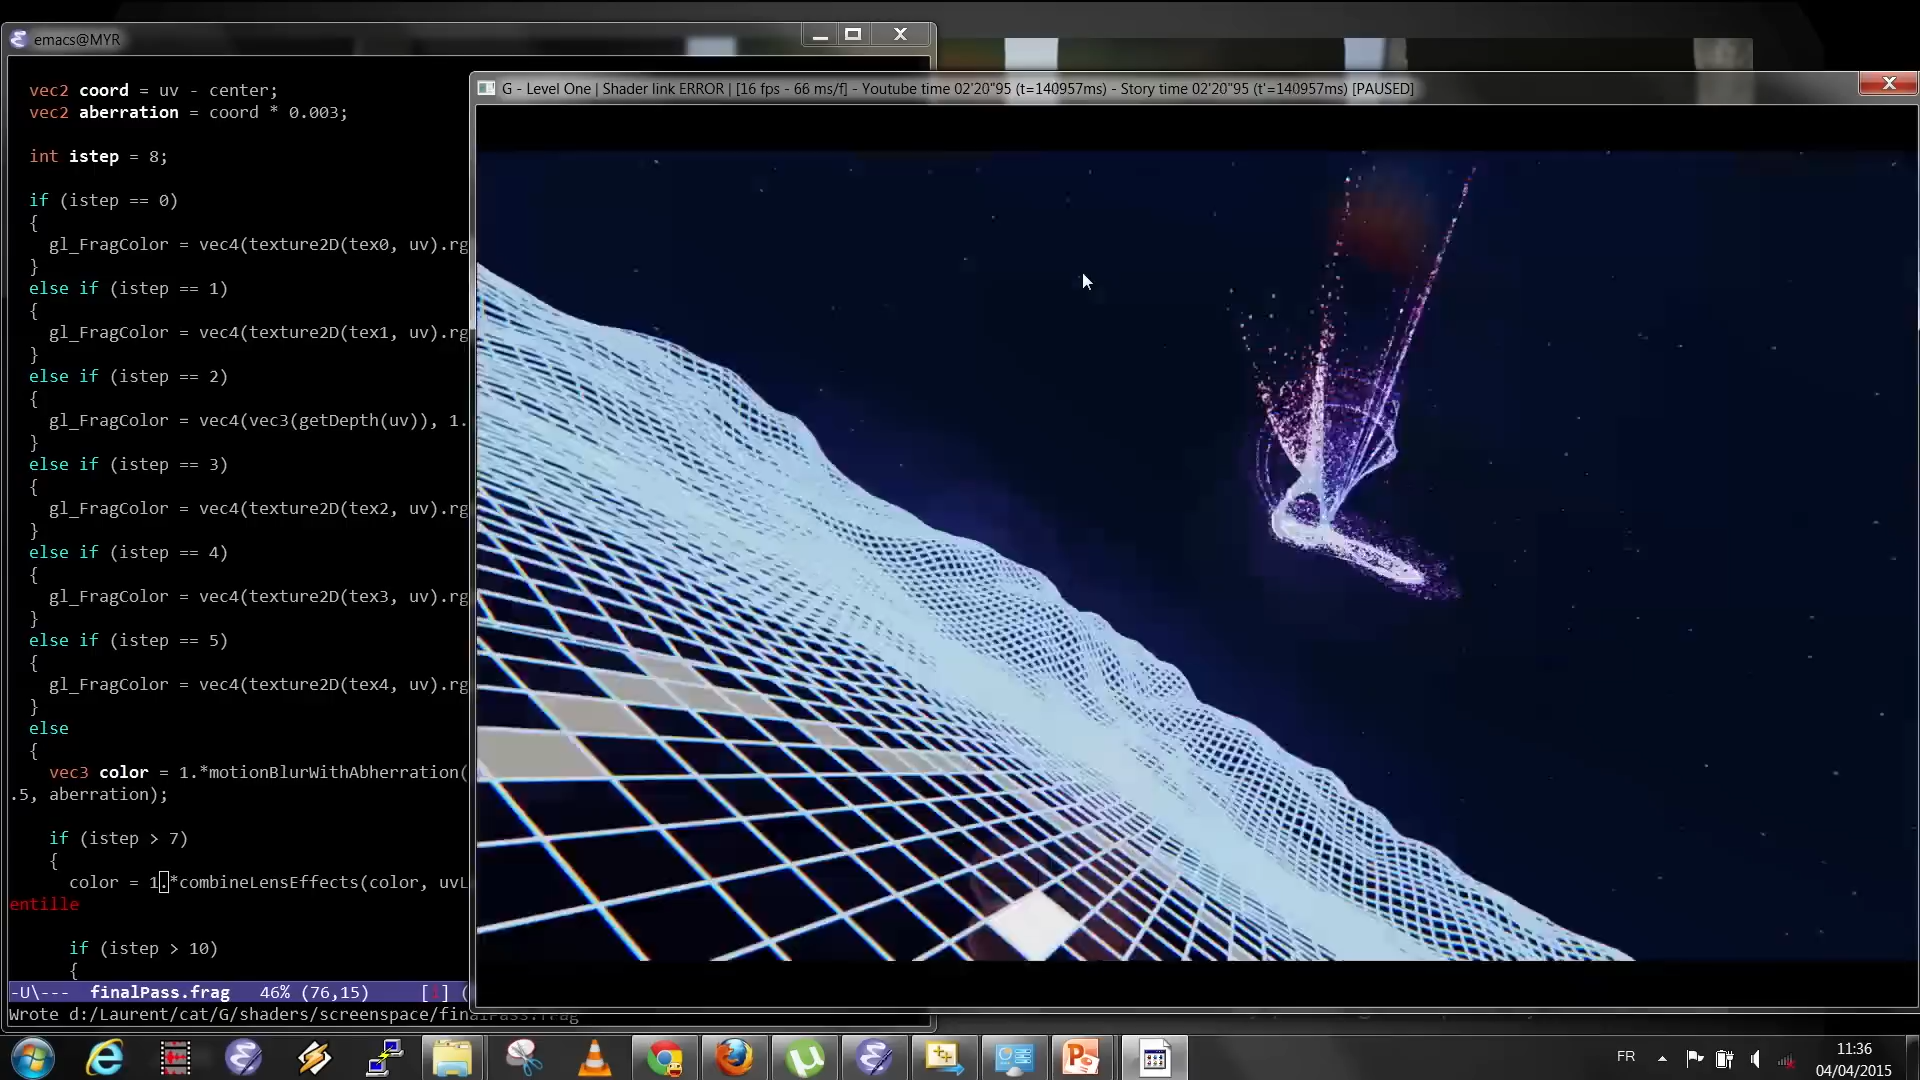 emacs@MYR
vec2 coord = uv - center;
vec2 aberration = coord * 0.003;
int istep = 8;
if (istep == 0)
{
gl_FragColor = vec4(texture2D(tex0, uv).rg
}
else if (istep == 1)
{
gl_FragColor = vec4(texture2D(tex1, uv).rg
}
else if (istep == 2)
{
gl_FragColor = vec4(vec3(getDepth(uv)), 1.
}
else if (istep == 3)
{
gl_FragColor = vec4(texture2D(tex2, uv).rg
}
else if (istep == 4)
{
gl_FragColor = vec4(texture2D(tex3, uv).rg
}
else if (istep == 5)
{
gl_FragColor = vec4(texture2D(tex4, uv).rg
}
else
{
vec3 color = 1.*motionBlurWithAbherration(
.5, aberration);
if (istep > 7)
{
color = 1.*combineLensEffects(color, uvL
entille
if (istep > 10)
{
-U\--- finalPass.frag 46% (76,15) [ ] (
Wrote d:/Laurent/cat/G/shaders/screenspace/finalPass.frag
G - Level One | Shader link ERROR | [16 fps - 66 ms/f] - Youtube time 02'20"95 (t=140957ms) - Story time 02'20"95 (t'=140957ms) [PAUSED]
FR
11:36
04/04/2015